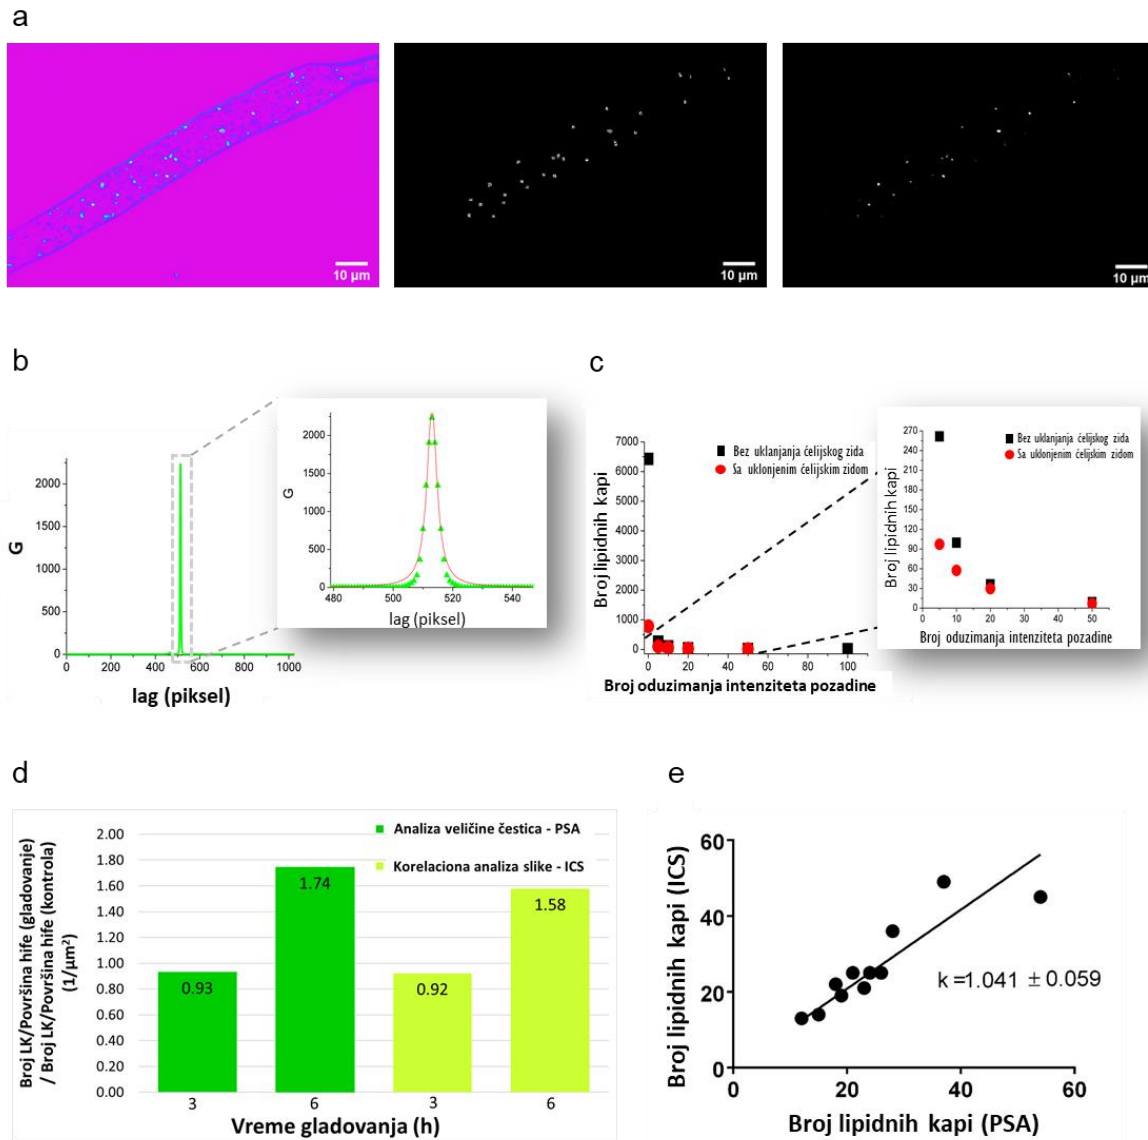 a
10 µm
10 µm
10 µm
b
G
2000
1500
1000
500
0
0
200
400
600
800
1000
lag (piksel)
G
2000
1500
1000
500
0
480
500
520
540
lag (piksel)
c
Broj lipidnih kapi
7000
6000
5000
4000
3000
2000
1000
0
0
20
40
60
80
100
Bez uklanjanja ćelijskog zida
Sa uklonjenim ćelijskim zidom
Broj oduzimanja intenziteta pozadine
Broj lipidnih kapi
270
240
210
180
150
120
90
60
30
0
0
10
20
30
40
50
Bez uklanjanja ćelijskog zida
Sa uklonjenim ćelijskim zidom
Broj oduzimanja intenziteta pozadine
d
Broj LK/Površina hife (gladovanje)
/ Broj LK/Površina hife (kontrola)
(1/µm²)
2.00
1.80
1.60
1.40
1.20
1.00
0.80
0.60
0.40
0.20
0.00
Analiza veličine čestica - PSA
Korelaciona analiza slike - ICS
0.93
1.74
0.92
1.58
3
6
3
6
Vreme gladovanja (h)
e
Broj lipidnih kapi (ICS)
60
40
20
0
k =1.041 ± 0.059
0
20
40
60
Broj lipidnih kapi (PSA)